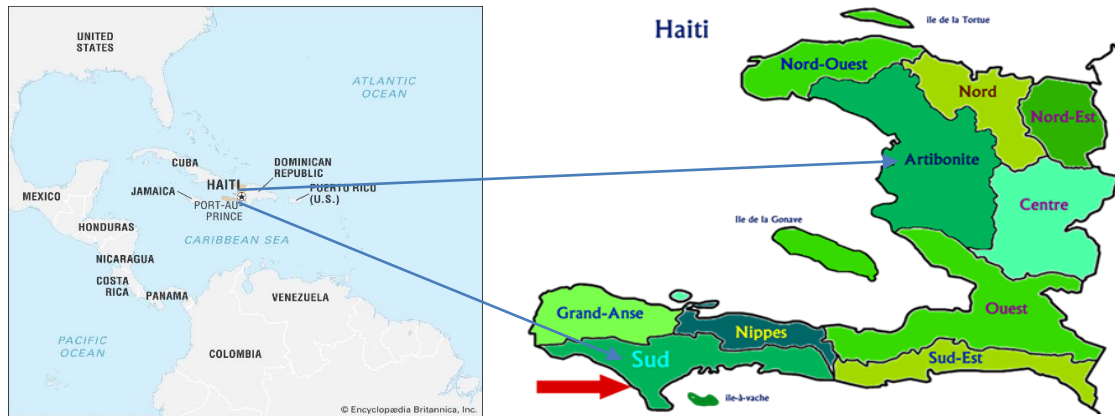 UNITED
STATES
ATLANTIC
OCEAN
CUBA
DOMINICAN
REPUBLIC
HAITI
MEXICO
JAMAICA
PUERTO RICO
(U.S.)
PORT-AU-
PRINCE
HONDURAS
CARIBBEAN SEA
NICARAGUA
COSTA
RICA
PANAMA
VENEZUELA
PACIFIC
OCEAN
COLOMBIA
© Encyclopædia Britannica, Inc.
Haiti
ile de la Tortue
Nord-Ouest
Nord
Nord-Est
Artibonite
Centre
Ile de la Gonave
Ouest
Grand-Anse
Nippes
Sud
Sud-Est
ile-à-vache